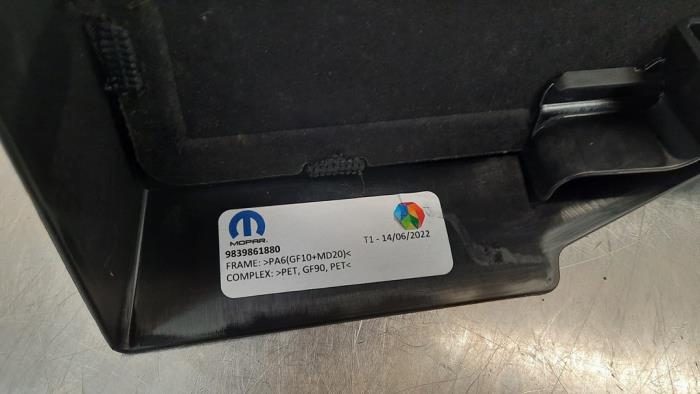 MOPAR.
9839861880
T1 - 14/06/2022
FRAME: >PA6(GF10+MD20)<
COMPLEX: >PET, GF90, PET<